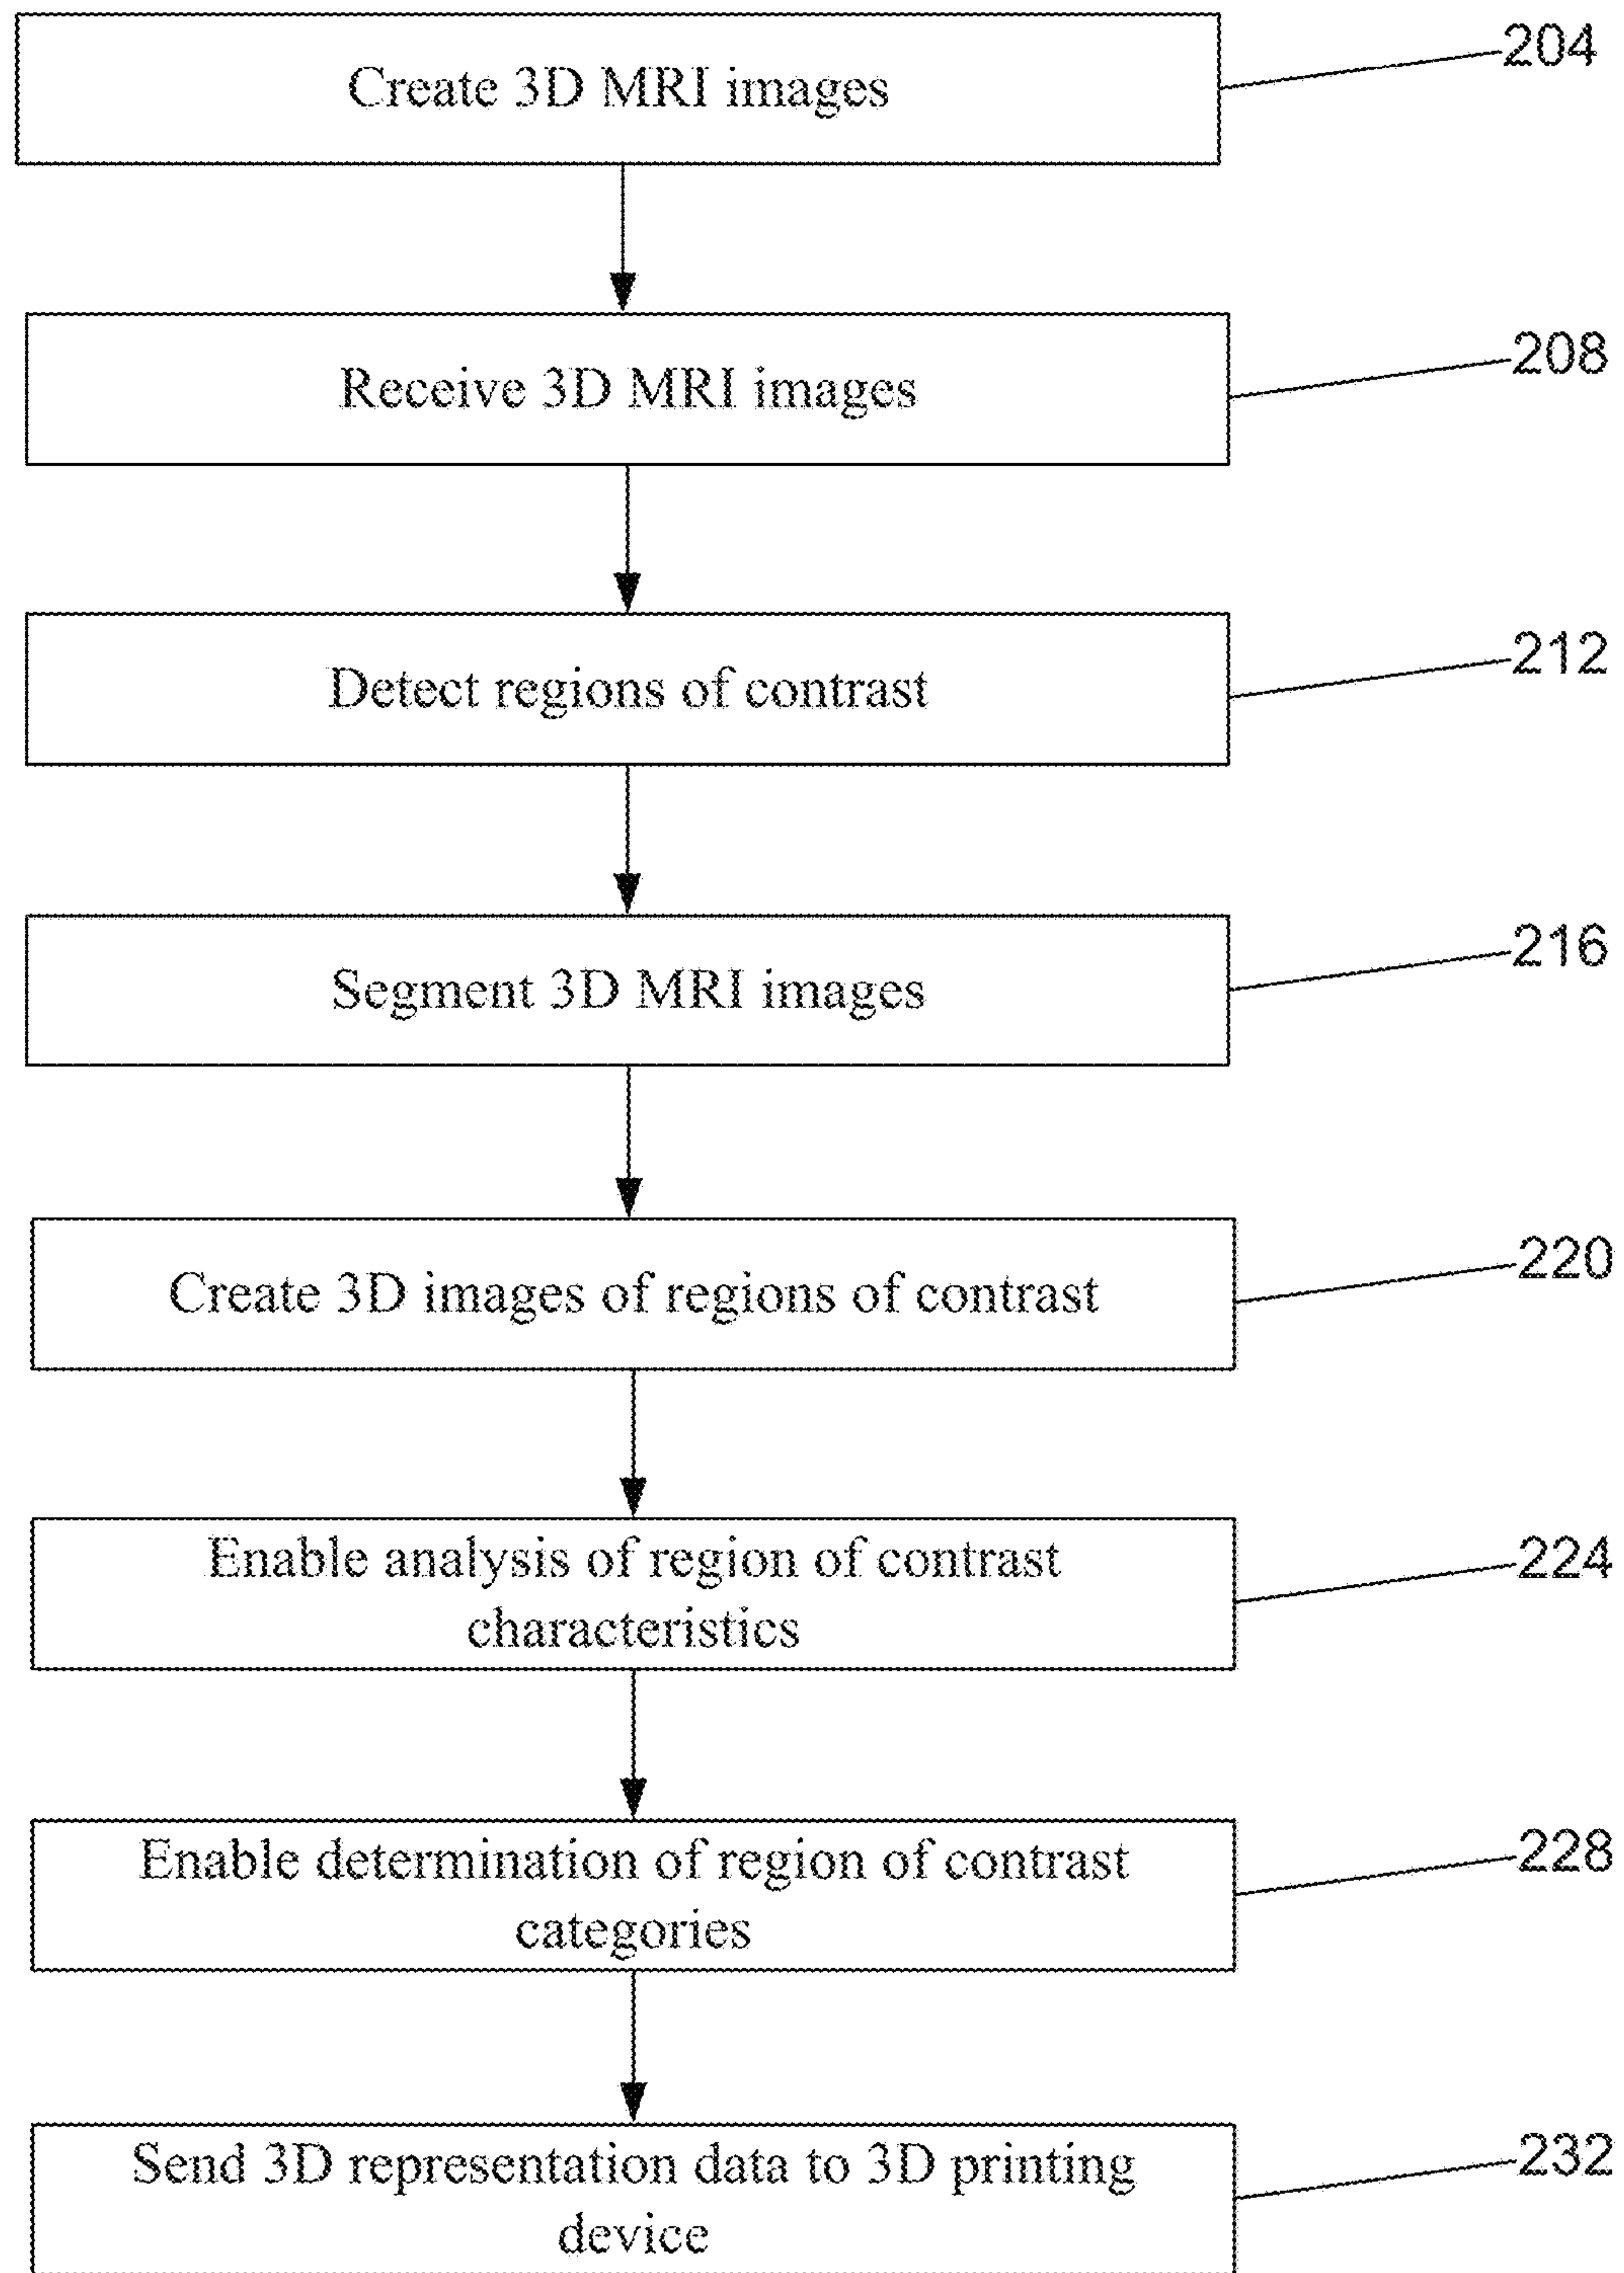 Create 3D MRI images
204
Receive 3D MRI images
208
Detect regions of contrast
212
Segment 3D MRI images
216
Create 3D images of regions of contrast
220
Enable analysis of region of contrast
characteristics
224
Enable determination of region of contrast
categories
228
Send 3D representation data to 3D printing
device
232